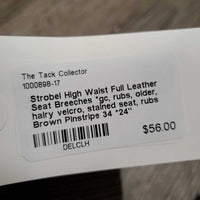 The Tack Collector
1000898-17
Strobel High Waist Full Leather
Seat Breeches *gc, rubs, older,
hairy velcro, stained seat, rubs
Brown Pinstripe 34 *24"
$56.00
DELCLH